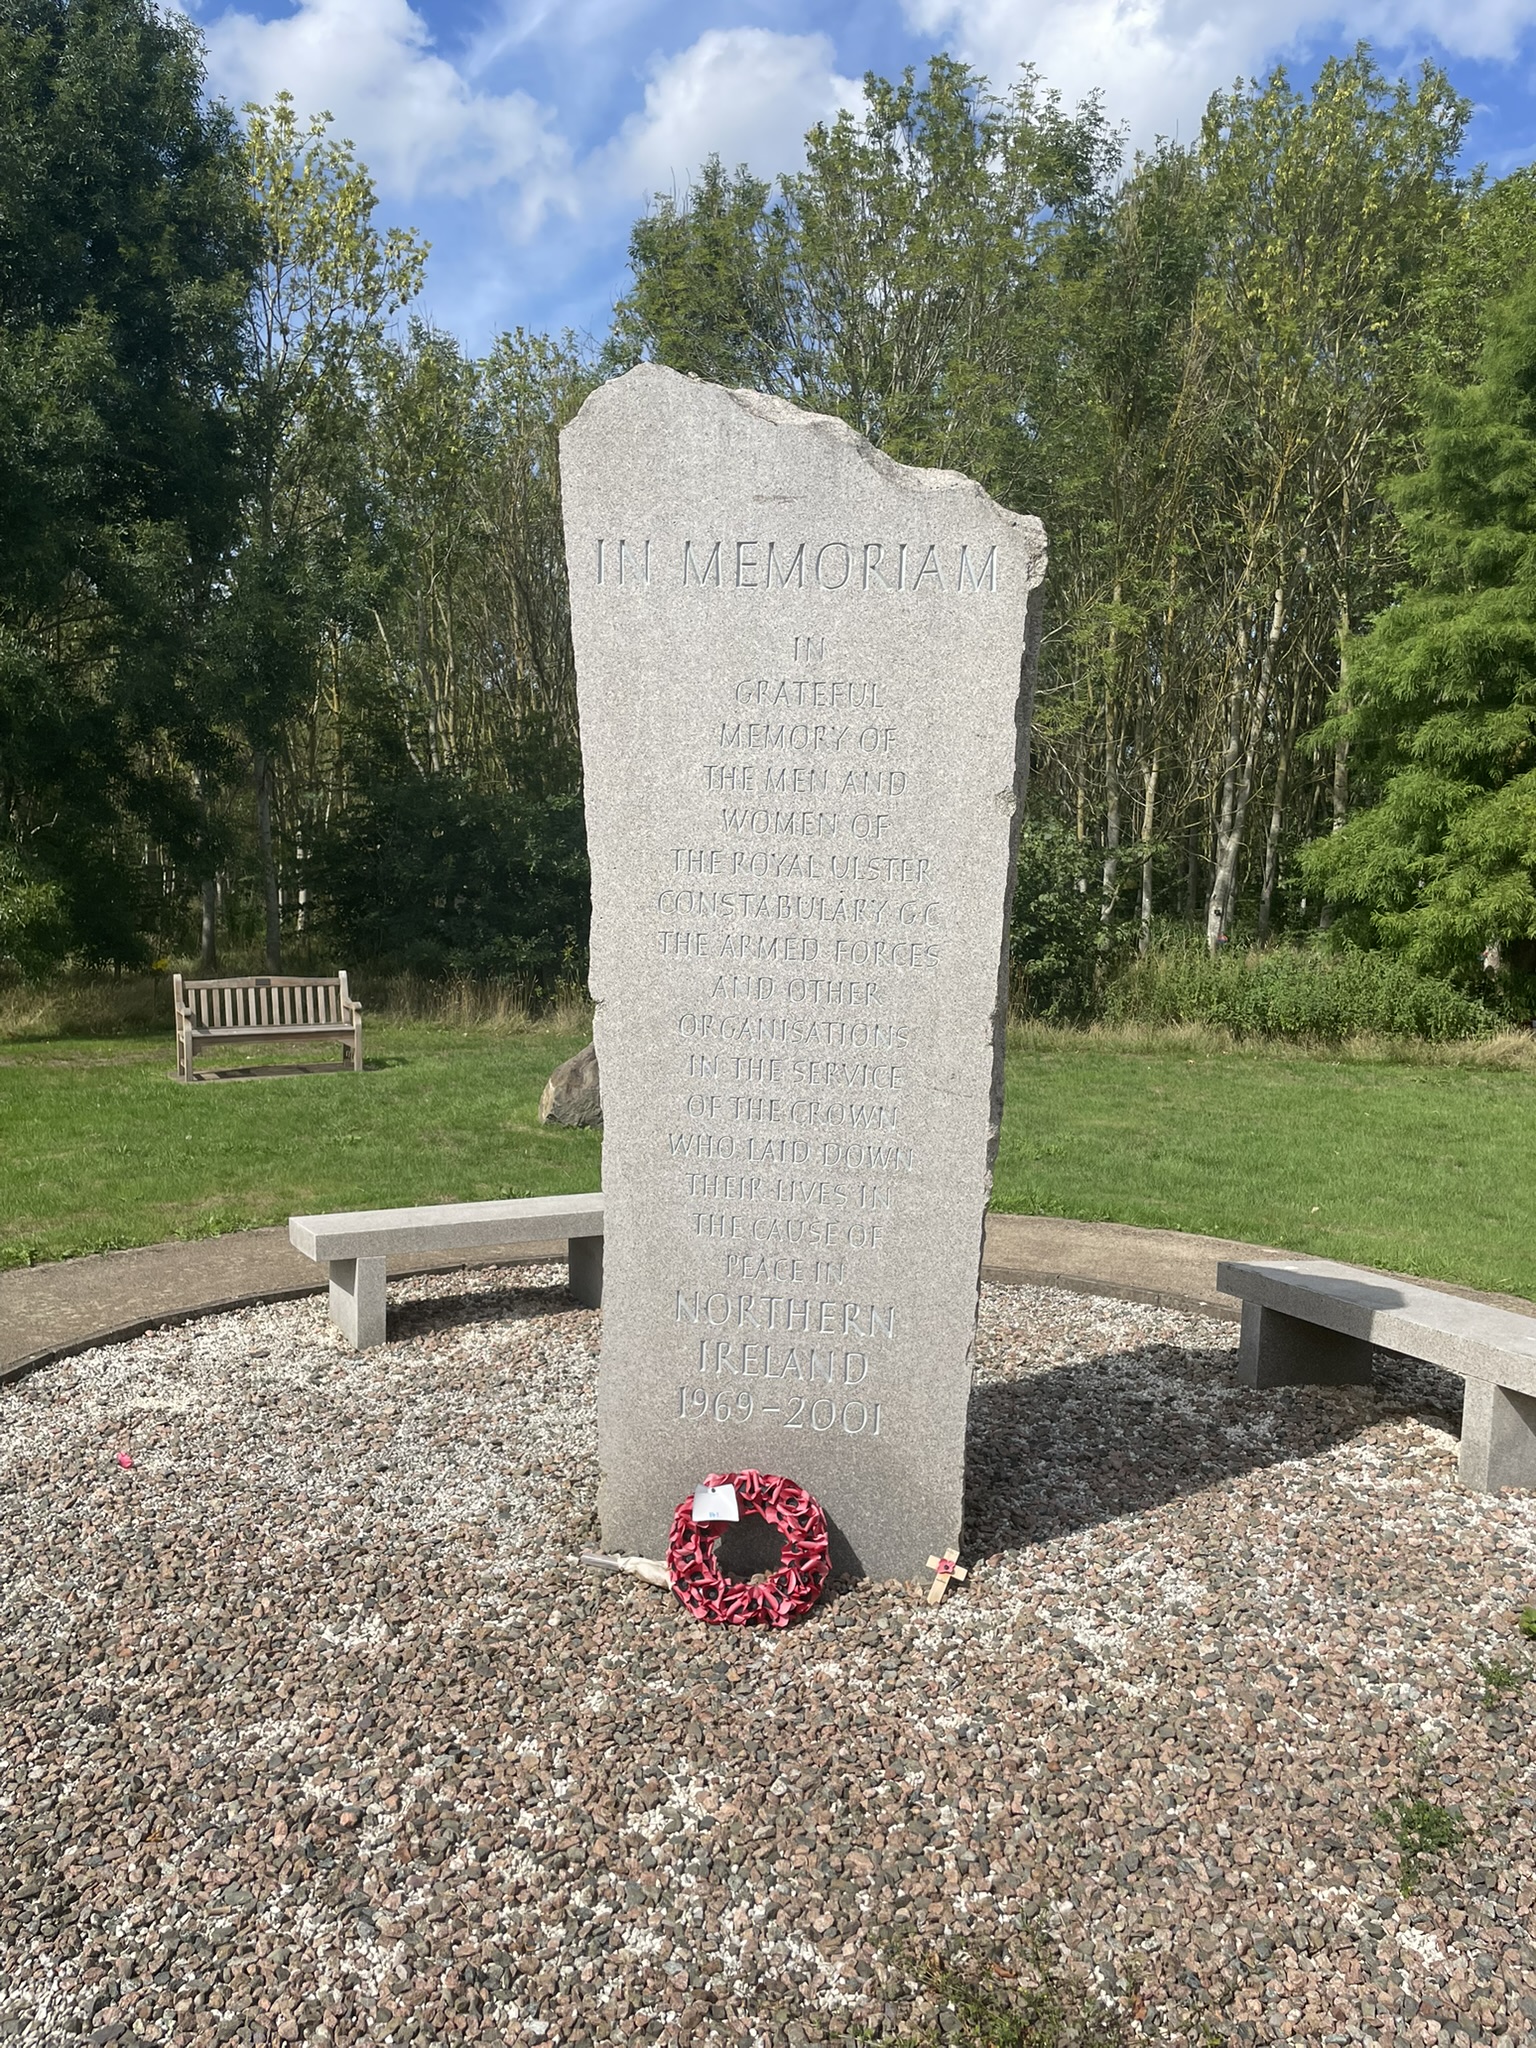 IN MEMORIAM
IN
GRATEFUL
MEMORY OF
THE MEN AND
WOMEN OF
THE ROYAL ULSTER
CONSTABULARY GC
THE ARMED FORCES
AND OTHER
ORGANISATIONS
IN THE SERVICE
OF THE CROWN
WHO LAID DOWN
THEIR LIVES IN
THE CAUSE OF
PEACE IN
NORTHERN
IRELAND
1969-2001